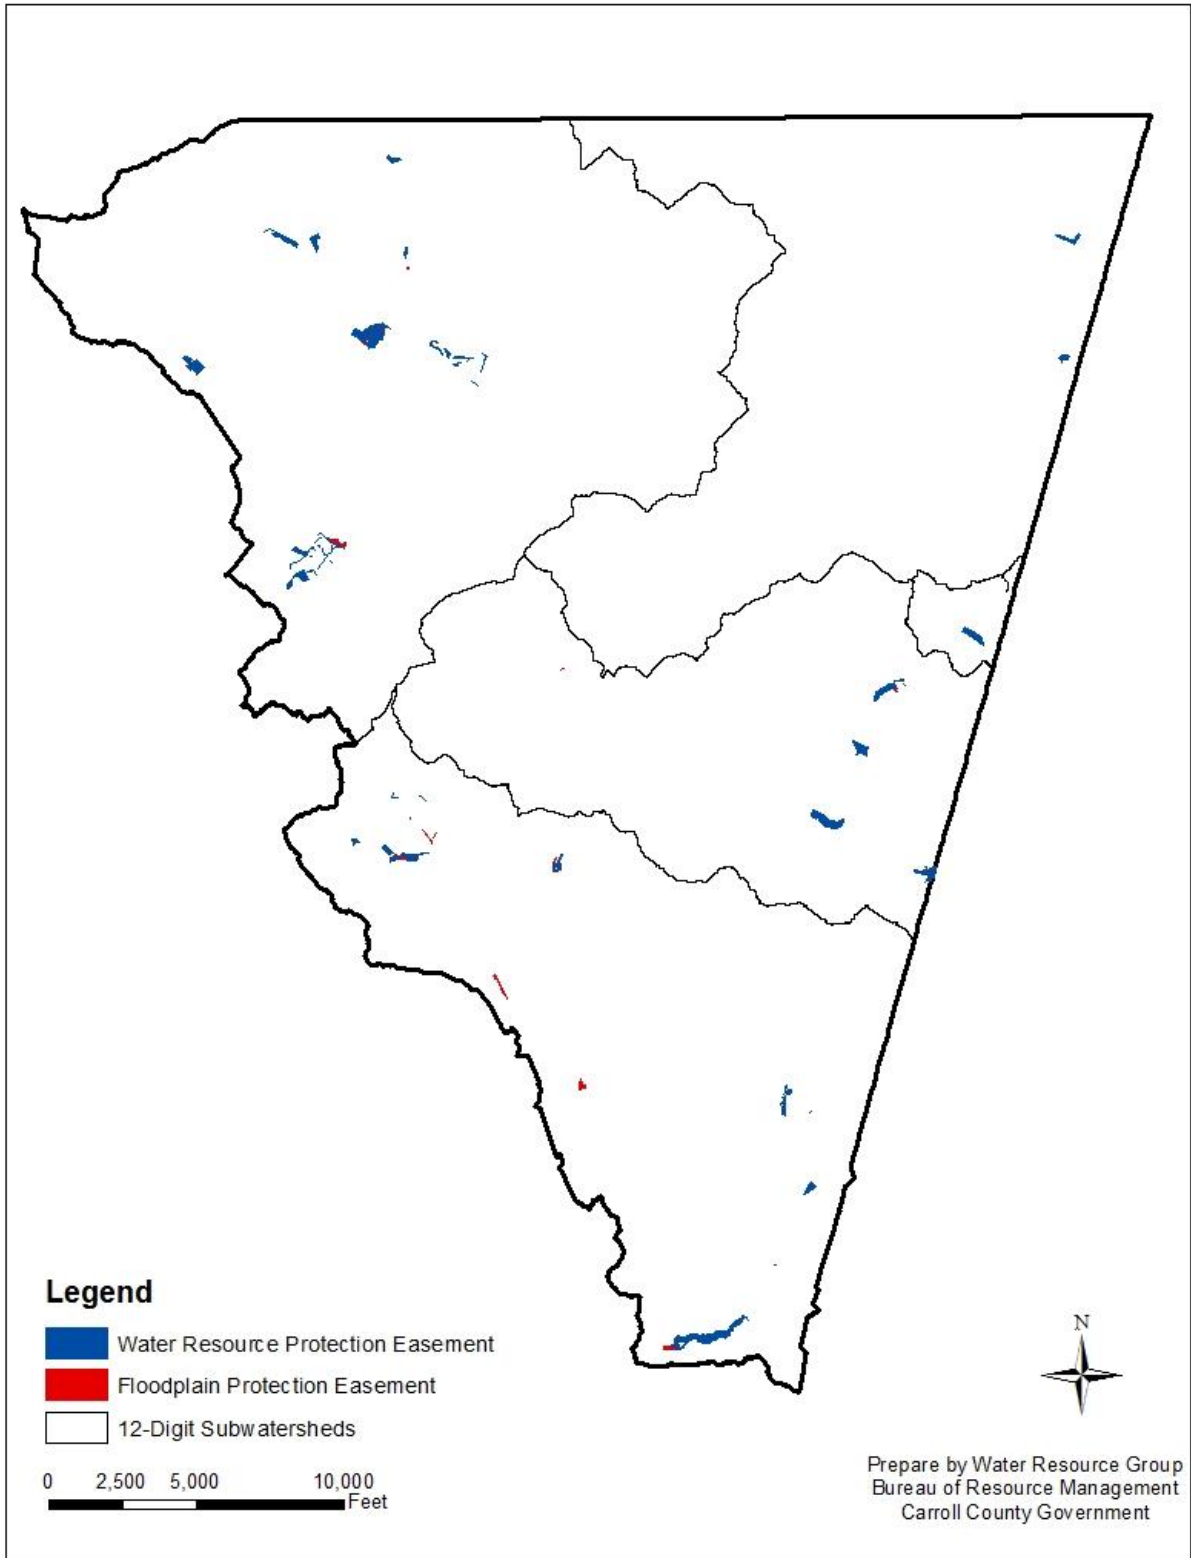 Legend
Water Resource Protection Easement
Floodplain Protection Easement
12-Digit Subwatersheds
0 2,500 5,000 10,000
Feet
N
Prepare by Water Resource Group
Bureau of Resource Management
Carroll County Government